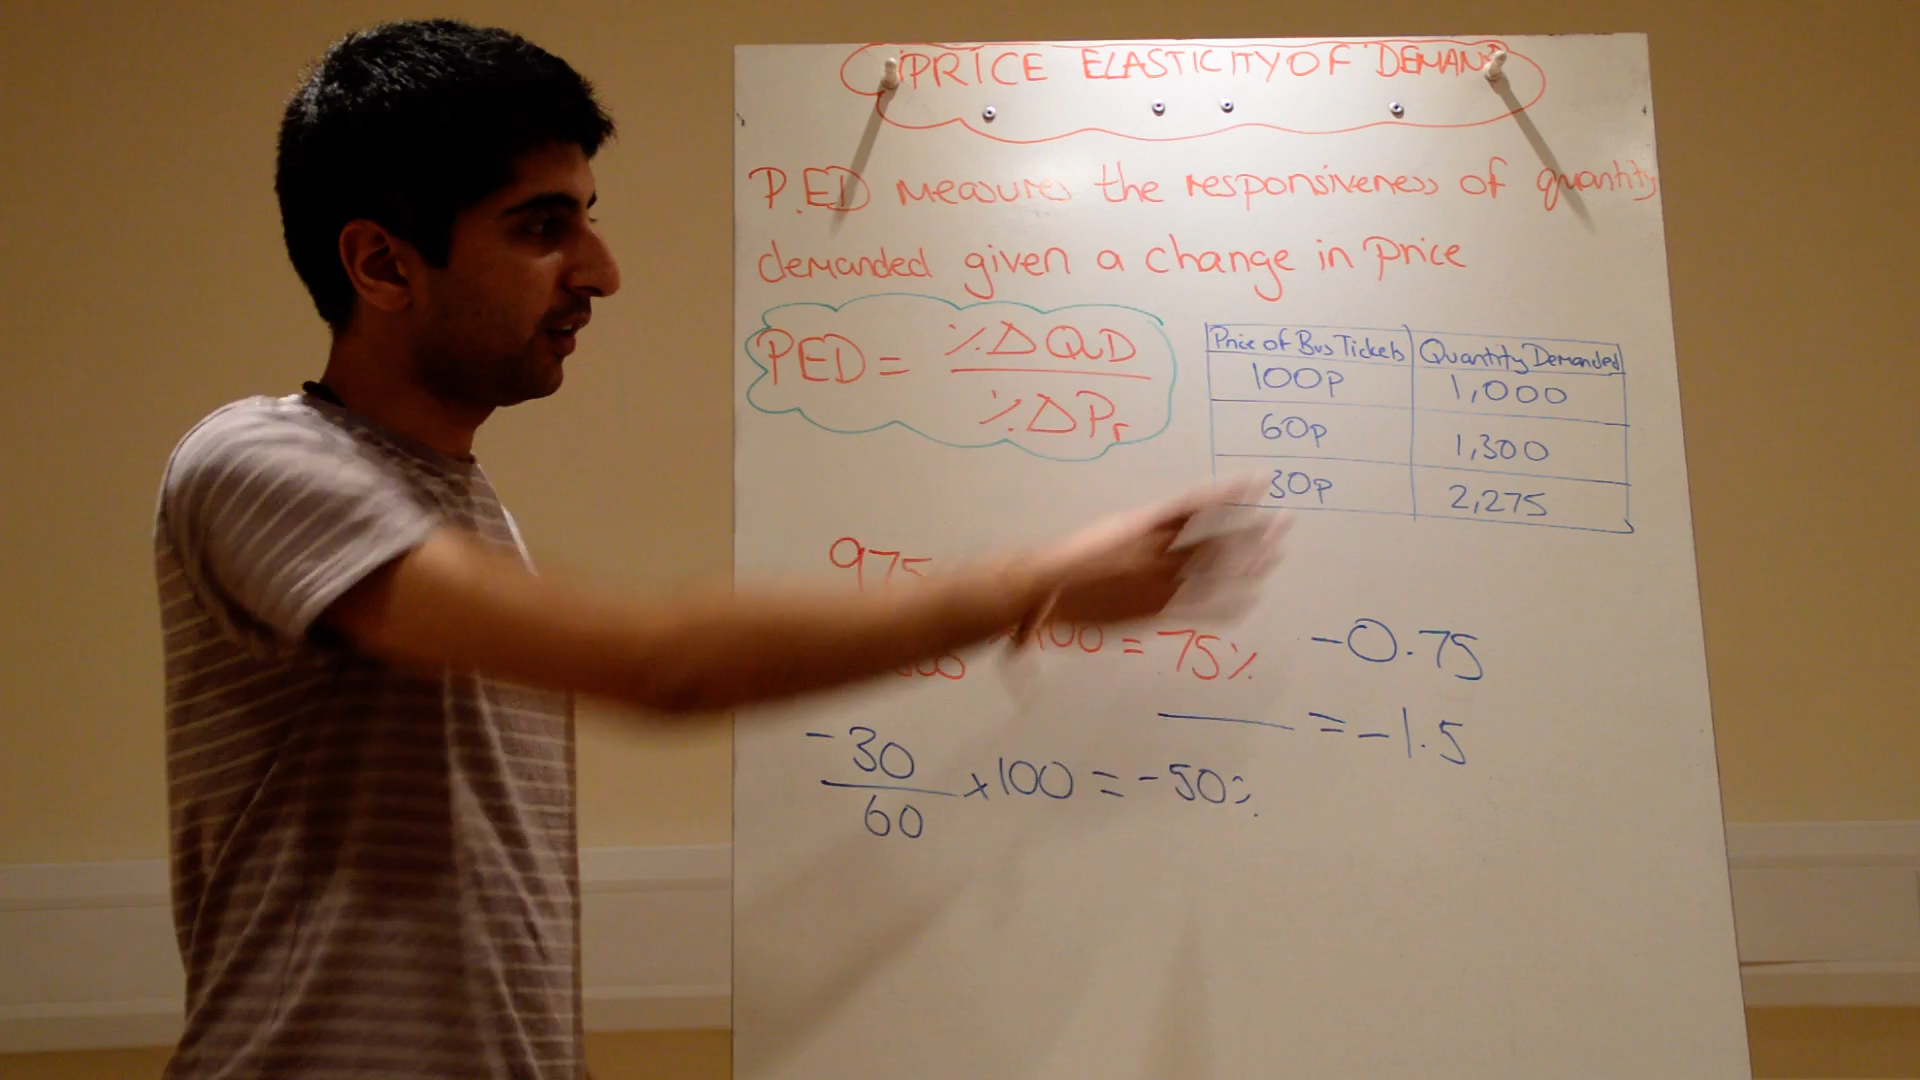 PRICE ELASTICITY OF DEMAND
P.ED measures the responsiveness of quantity
demanded given a change in price
PED = %ΔQD
%ΔPr
Price of Bus Tickets Quantity Demanded
100p 1,000
60p 1,300
30p 2,275
975
100 = 75%
-0.75
= -1.5
-30
60
x100 = -50%